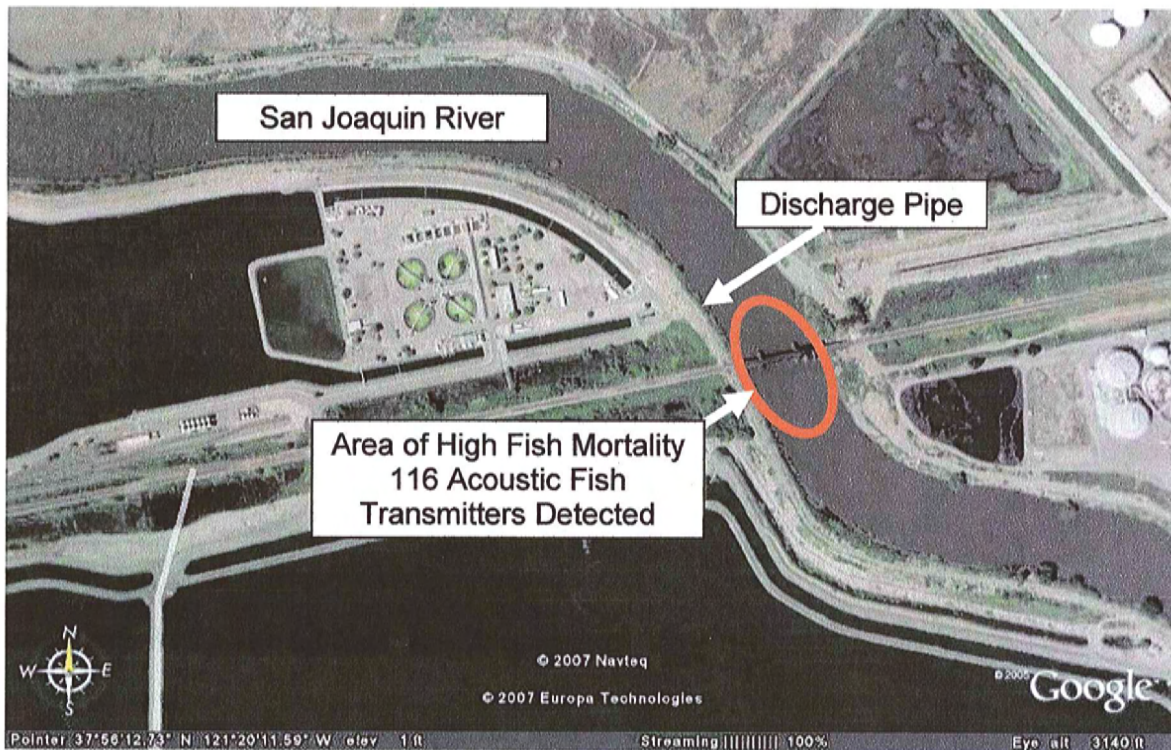 San Joaquin River
Discharge Pipe
Area of High Fish Mortality
116 Acoustic Fish
Transmitters Detected
N
W E
S
© 2007 Navteq
© 2007 Europa Technologies
© 2005 Google
Pointer 37°56'12.73" N 121°20'11.59" W elev 1 ft Streaming ||||||||| 100% Eye alt 3140 ft